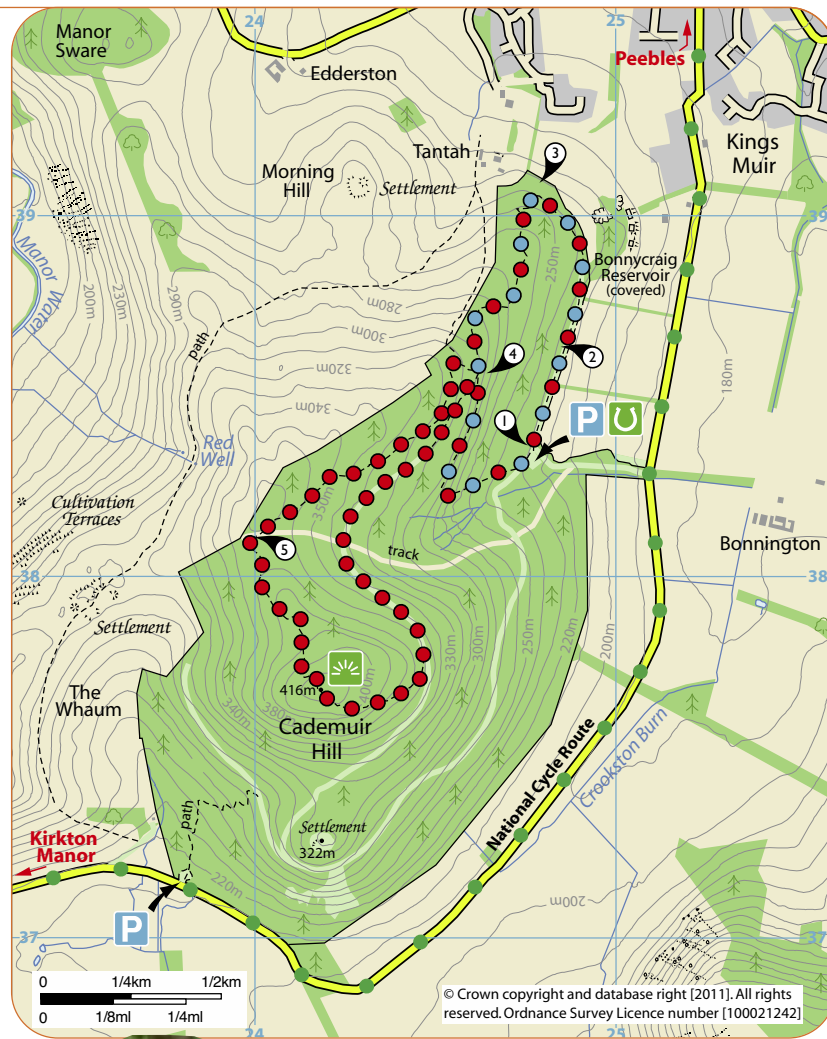 24
25
Manor
Sware
Peebles
Edderston
Kings
Muir
Tantah
3
Morning
Hill
Settlement
39
39
Manor Water
200m
230m
290m
250m
Bonnycraig
Reservoir
(covered)
280m
300m
path
320m
4
2
180m
340m
1
P
Red
Well
350m
Cultivation
Terraces
5
track
Bonnington
38
38
Settlement
330m
300m
250m
220m
200m
The
Whaum
416m
400m
340m
380m
Cademuir
Hill
National Cycle Route
Crookston Burn
path
Settlement
322m
Kirkton
Manor
220m
200m
P
37
37
0 1/4km 1/2km
0 1/8ml 1/4ml
© Crown copyright and database right [2011]. All rights
reserved. Ordnance Survey Licence number [100021242]
24
25